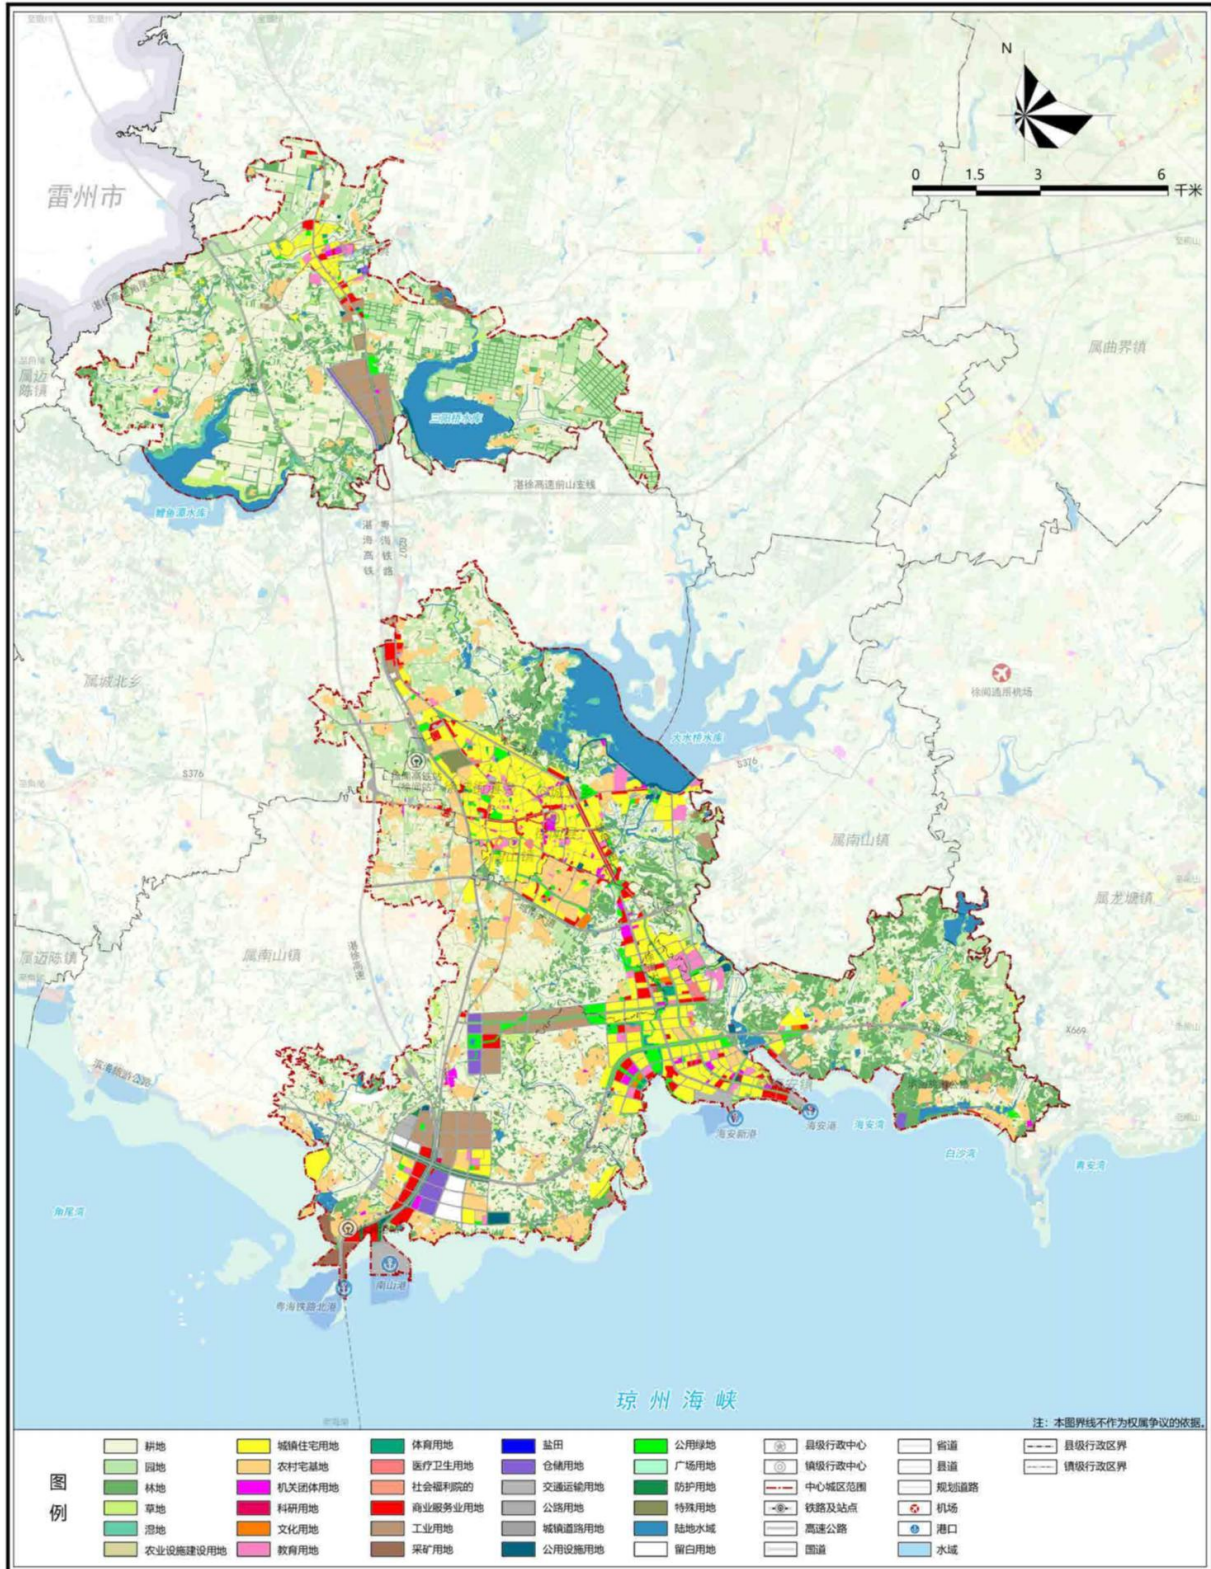 N
0 1.5 3 6 千米
雷州市
属曲界镇
属迈
陈镇
三阳桥水库
湛徐高速前山支线
鲤鱼潭水库
湛海高铁
粤海铁路
G207
属城北乡
徐闻通用机场
大水桥水库
S376
S376
属南山镇
属龙塘镇
属迈陈镇
属南山镇
X669
海安新港
海安港
海安湾
白沙湾
青安湾
角尾湾
南山港
粤海铁路北港
琼州海峡
注：本图界线不作为权属争议的依据。
图例
耕地 城镇住宅用地 体育用地 盐田 公用绿地 县级行政中心 省道 县级行政区界
园地 农村宅基地 医疗卫生用地 仓储用地 广场用地 镇级行政中心 县道 镇级行政区界
林地 机关团体用地 社会福利院的 交通运输用地 防护用地 中心城区范围 规划道路
草地 科研用地 商业服务业用地 公路用地 特殊用地 铁路及站点 机场
湿地 文化用地 工业用地 城镇道路用地 陆地水域 高速公路 港口
农业设施建设用地 教育用地 采矿用地 公用设施用地 留白用地 国道 水域